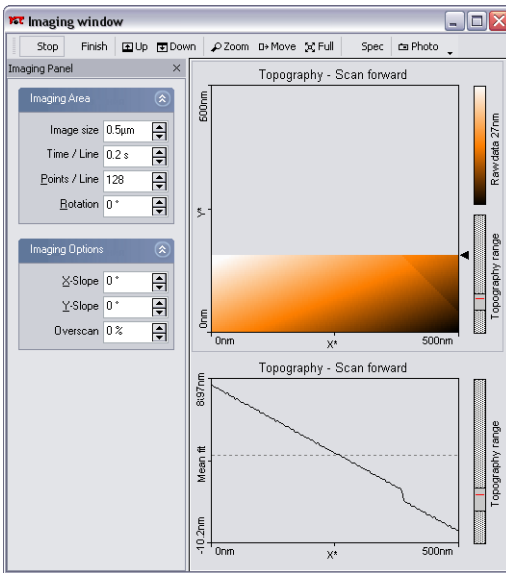 Imaging window
Stop Finish Up Down Zoom Move Full Spec Photo
Imaging Panel
Imaging Area
Image size 0.5µm
Time / Line 0.2 s
Points / Line 128
Rotation 0°
Imaging Options
X-Slope 0°
Y-Slope 0°
Overscan 0 %
Topography - Scan forward
Y*
0nm
0nm X* 500nm
Rawdata 27nm
Topography range
Topography - Scan forward
Mean fit
-10.2nm
0nm X* 500nm
Topography range